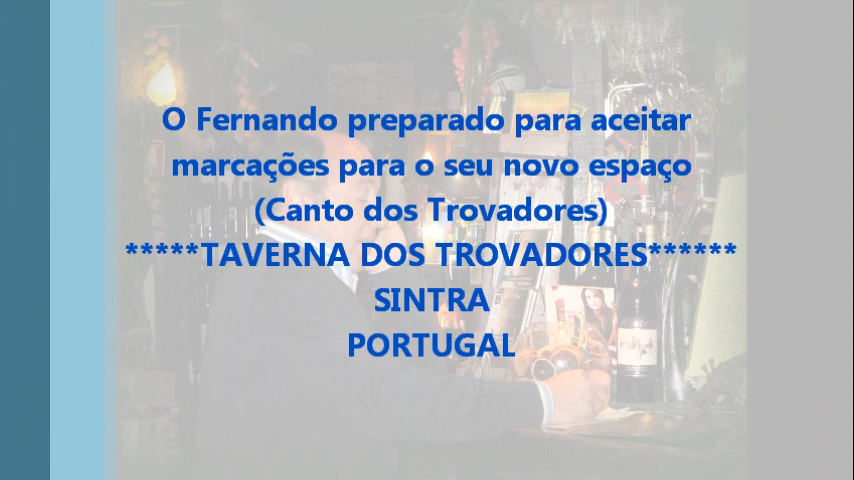 O Fernando preparado para aceitar
marcações para o seu novo espaço
(Canto dos Trovadores)
*****TAVERNA DOS TROVADORES******
SINTRA
PORTUGAL